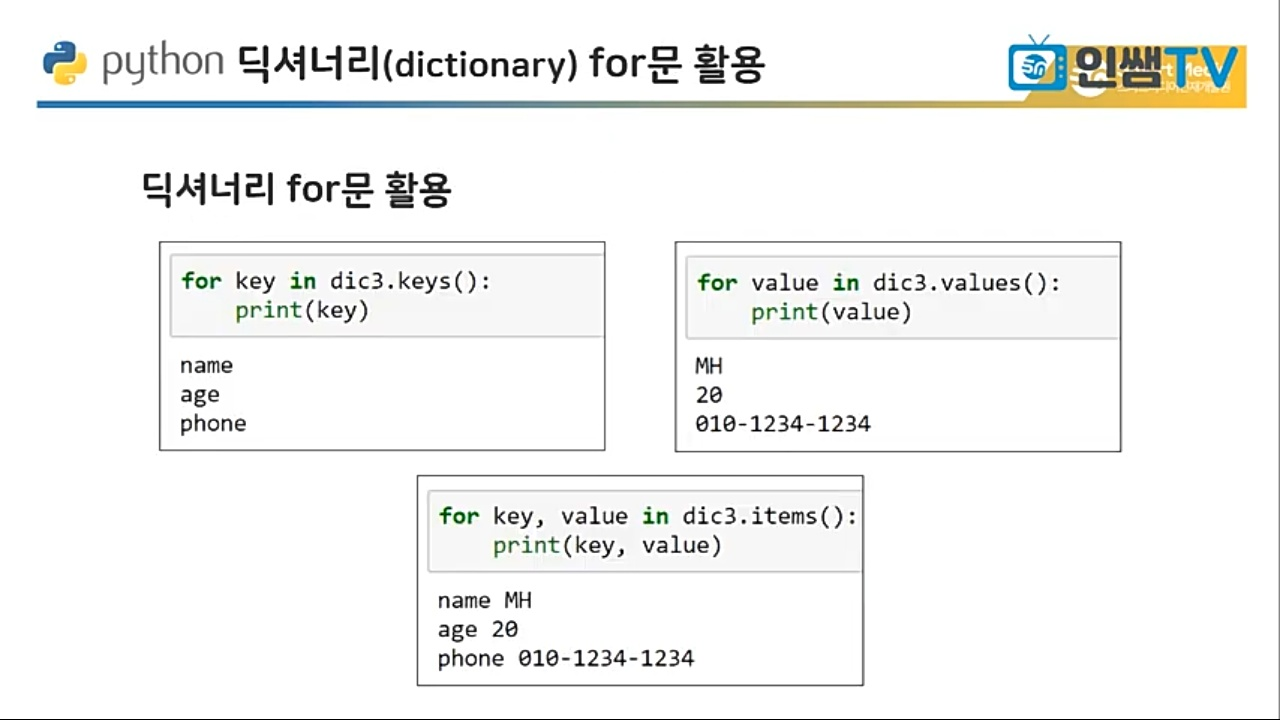 python 딕셔너리(dictionary) for문 활용
인쌤TV
딕셔너리 for문 활용
for key in dic3.keys():
    print(key)
name
age
phone
for value in dic3.values():
    print(value)
MH
20
010-1234-1234
for key, value in dic3.items():
    print(key, value)
name MH
age 20
phone 010-1234-1234